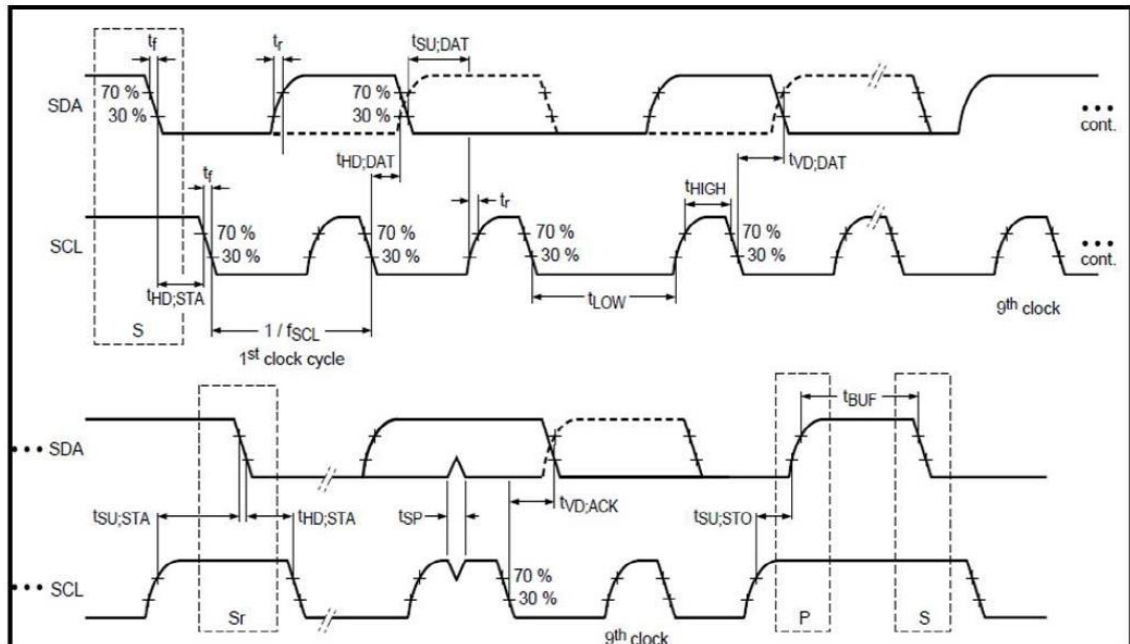 tf tr tSU;DAT
70 % 70 %
SDA
30 % 30 %
••• cont.
tHD;DAT tVD;DAT
tf tr tHIGH
70 % 70 % 70 % 70 %
SCL
30 % 30 % 30 % 30 %
••• cont.
tHD;STA tLOW
9th clock
S 1 / fSCL
1st clock cycle
tBUF
••• SDA
tSU;STA tHD;STA tSP tVD;ACK tSU;STO
70 %
••• SCL
30 %
Sr P S
9th clock